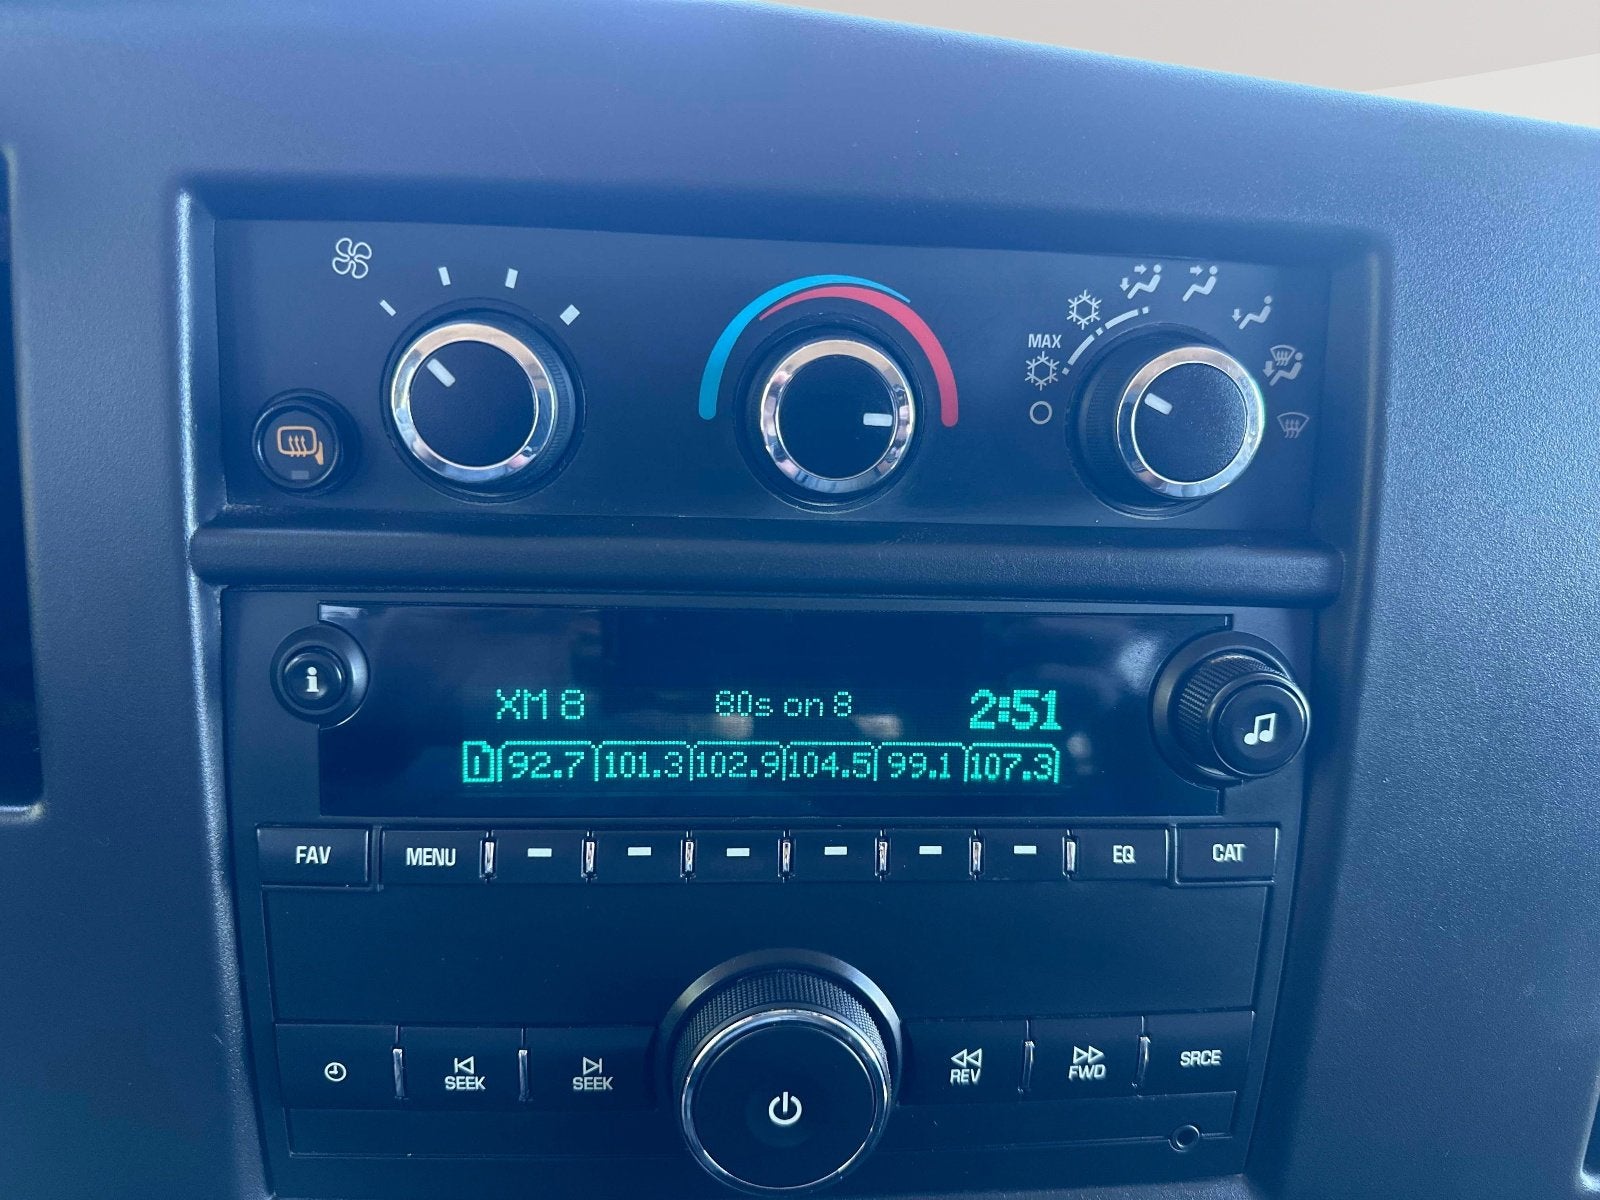 MAX
i
XM 8 80s on 8 2:51
1 92.7 101.3 102.9 104.5 99.1 107.3
FAV MENU EQ CAT
SEEK SEEK REV FWD SRCE